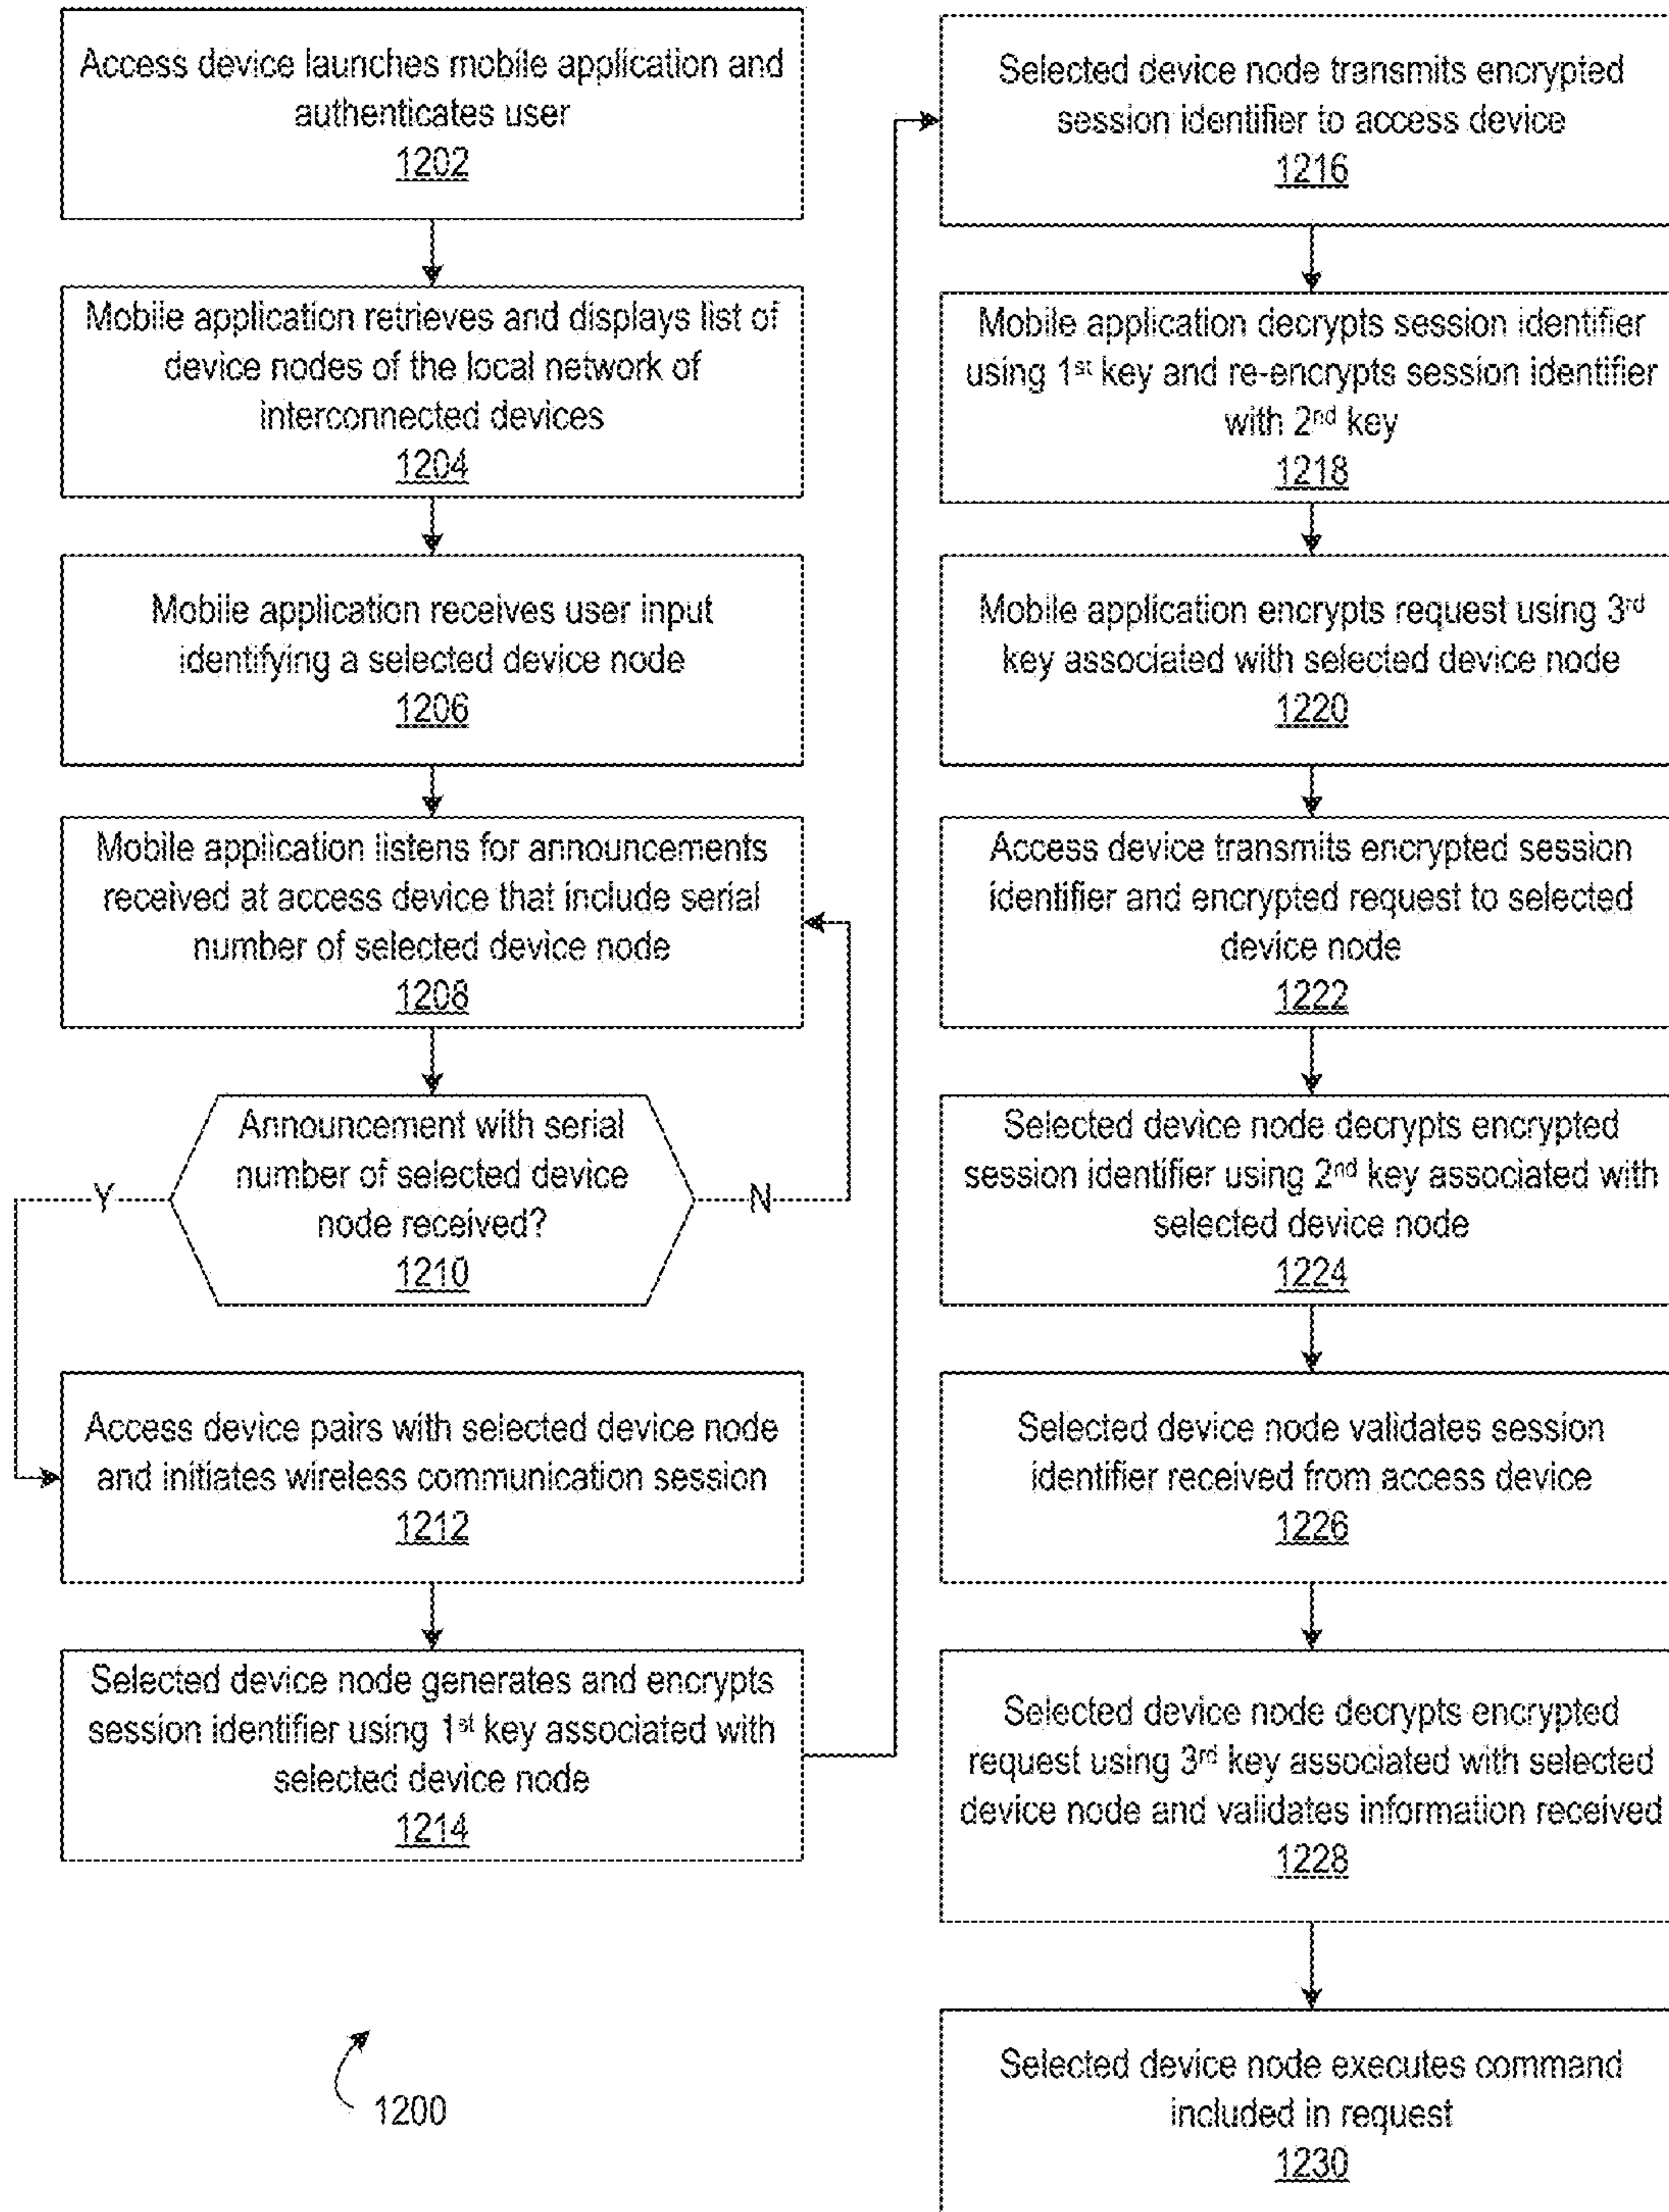 Access device launches mobile application and
authenticates user
1202
Mobile application retrieves and displays list of
device nodes of the local network of
interconnected devices
1204
Mobile application receives user input
identifying a selected device node
1206
Mobile application listens for announcements
received at access device that include serial
number of selected device node
1208
Announcement with serial
number of selected device
node received?
1210
Y
N
Access device pairs with selected device node
and initiates wireless communication session
1212
Selected device node generates and encrypts
session identifier using 1st key associated with
selected device node
1214
1200
Selected device node transmits encrypted
session identifier to access device
1216
Mobile application decrypts session identifier
using 1st key and re-encrypts session identifier
with 2nd key
1218
Mobile application encrypts request using 3rd
key associated with selected device node
1220
Access device transmits encrypted session
identifier and encrypted request to selected
device node
1222
Selected device node decrypts encrypted
session identifier using 2nd key associated with
selected device node
1224
Selected device node validates session
identifier received from access device
1226
Selected device node decrypts encrypted
request using 3rd key associated with selected
device node and validates information received
1228
Selected device node executes command
included in request
1230